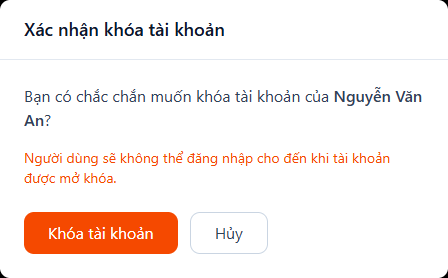 Xác nhận khóa tài khoản
Bạn có chắc chắn muốn khóa tài khoản của Nguyễn Văn
An?
Người dùng sẽ không thể đăng nhập cho đến khi tài khoản
được mở khóa.
Khóa tài khoản
Hủy